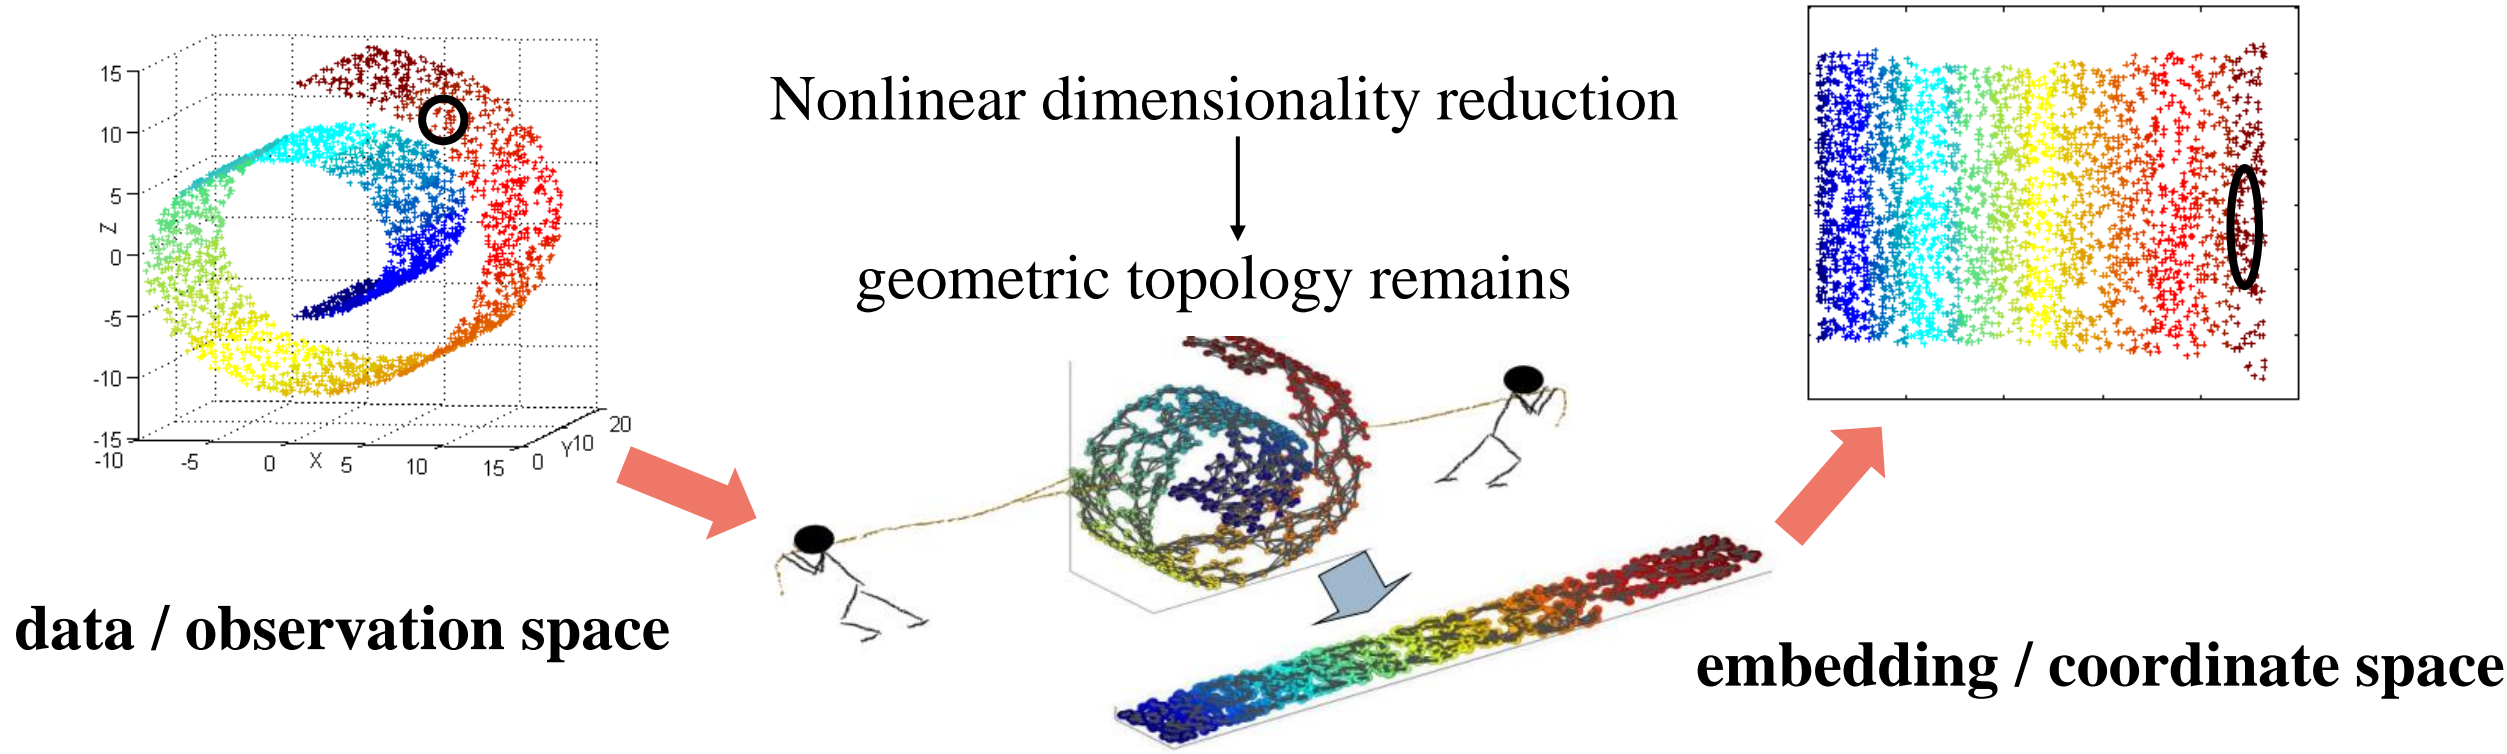 Nonlinear dimensionality reduction
geometric topology remains
15
10
5
0
-5
-10
-15
Z
-10
-5
0
X
5
10
15
0
Y
10
20
data / observation space
embedding / coordinate space